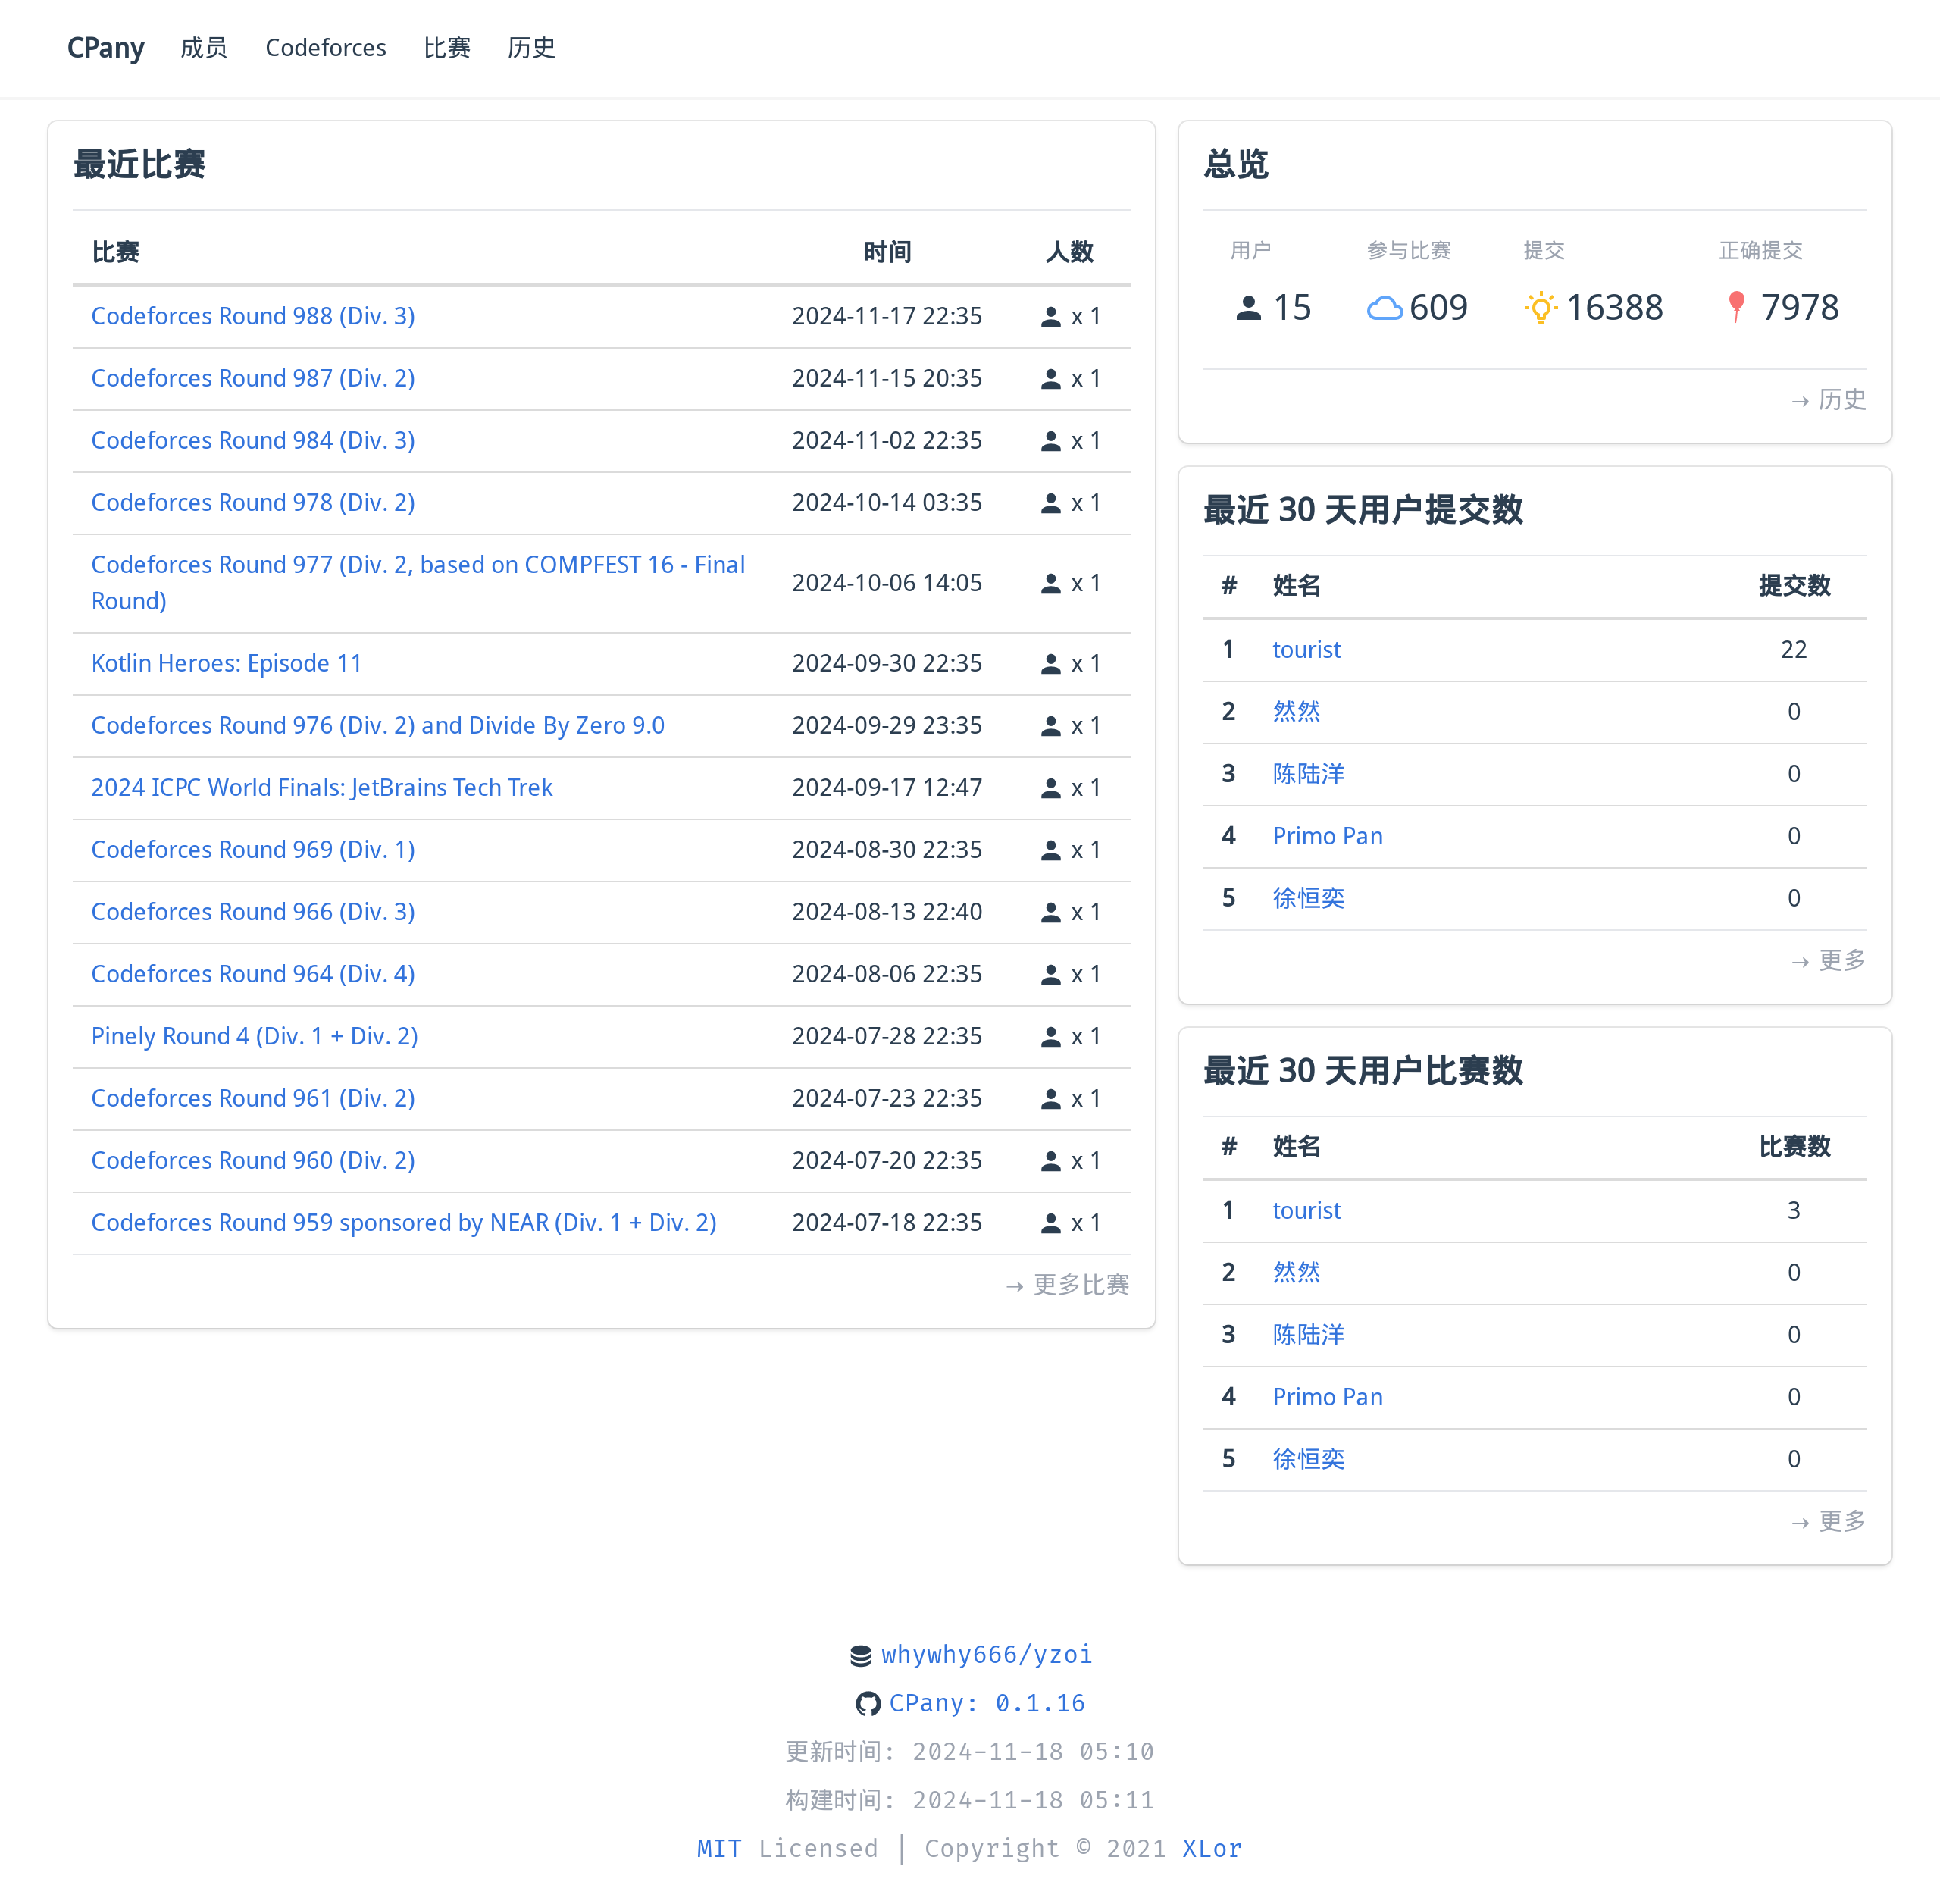 CPany 成员 Codeforces 比赛 历史
最近比赛
比赛 时间 人数
Codeforces Round 988 (Div. 3) 2024-11-17 22:35 x 1
Codeforces Round 987 (Div. 2) 2024-11-15 20:35 x 1
Codeforces Round 984 (Div. 3) 2024-11-02 22:35 x 1
Codeforces Round 978 (Div. 2) 2024-10-14 03:35 x 1
Codeforces Round 977 (Div. 2, based on COMPFEST 16 - Final
Round) 2024-10-06 14:05 x 1
Kotlin Heroes: Episode 11 2024-09-30 22:35 x 1
Codeforces Round 976 (Div. 2) and Divide By Zero 9.0 2024-09-29 23:35 x 1
2024 ICPC World Finals: JetBrains Tech Trek 2024-09-17 12:47 x 1
Codeforces Round 969 (Div. 1) 2024-08-30 22:35 x 1
Codeforces Round 966 (Div. 3) 2024-08-13 22:40 x 1
Codeforces Round 964 (Div. 4) 2024-08-06 22:35 x 1
Pinely Round 4 (Div. 1 + Div. 2) 2024-07-28 22:35 x 1
Codeforces Round 961 (Div. 2) 2024-07-23 22:35 x 1
Codeforces Round 960 (Div. 2) 2024-07-20 22:35 x 1
Codeforces Round 959 sponsored by NEAR (Div. 1 + Div. 2) 2024-07-18 22:35 x 1
→ 更多比赛
总览
用户 参与比赛 提交 正确提交
15 609 16388 7978
→ 历史
最近 30 天用户提交数
# 姓名 提交数
1 tourist 22
2 然然 0
3 陈陆洋 0
4 Primo Pan 0
5 徐恒奕 0
→ 更多
最近 30 天用户比赛数
# 姓名 比赛数
1 tourist 3
2 然然 0
3 陈陆洋 0
4 Primo Pan 0
5 徐恒奕 0
→ 更多
whywhy666/yzoi
CPany: 0.1.16
更新时间: 2024-11-18 05:10
构建时间: 2024-11-18 05:11
MIT Licensed | Copyright © 2021 XLor